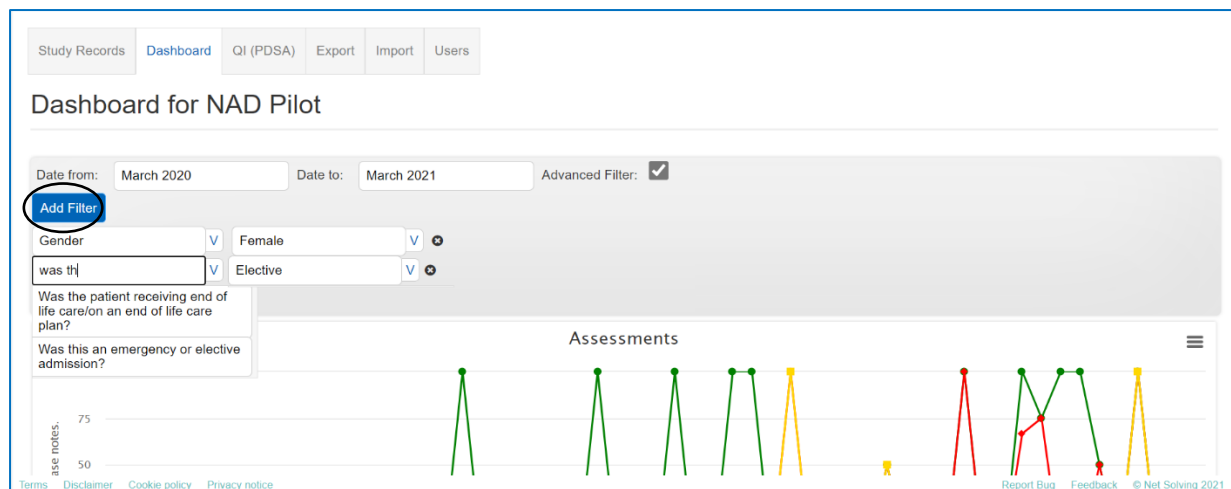 Study Records Dashboard QI (PDSA) Export Import Users
Dashboard for NAD Pilot
Date from: March 2020 Date to: March 2021 Advanced Filter:
Add Filter
Gender V Female V
was th V Elective V
Was the patient receiving end of
life care/on an end of life care
plan?
Was this an emergency or elective
admission?
Assessments
75
50
ase notes.
Terms Disclaimer Cookie policy Privacy notice Report Bug Feedback © Net Solving 2021